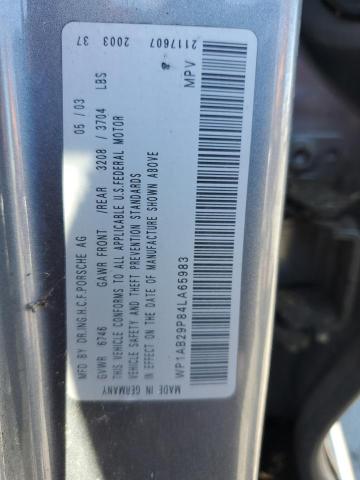 MFD BY DR.ING.H.C.F.PORSCHE AG 05 / 03
GVWR 6746 GAWR FRONT /REAR 3208 / 3704 LBS
THIS VEHICLE CONFORMS TO ALL APPLICABLE U.S.FEDERAL MOTOR
VEHICLE SAFETY AND THEFT PREVENTION STANDARDS
IN EFFECT ON THE DATE OF MANUFACTURE SHOWN ABOVE
WP1AB29P84LA65983 MPV
MADE IN GERMANY
2003 37 2117607